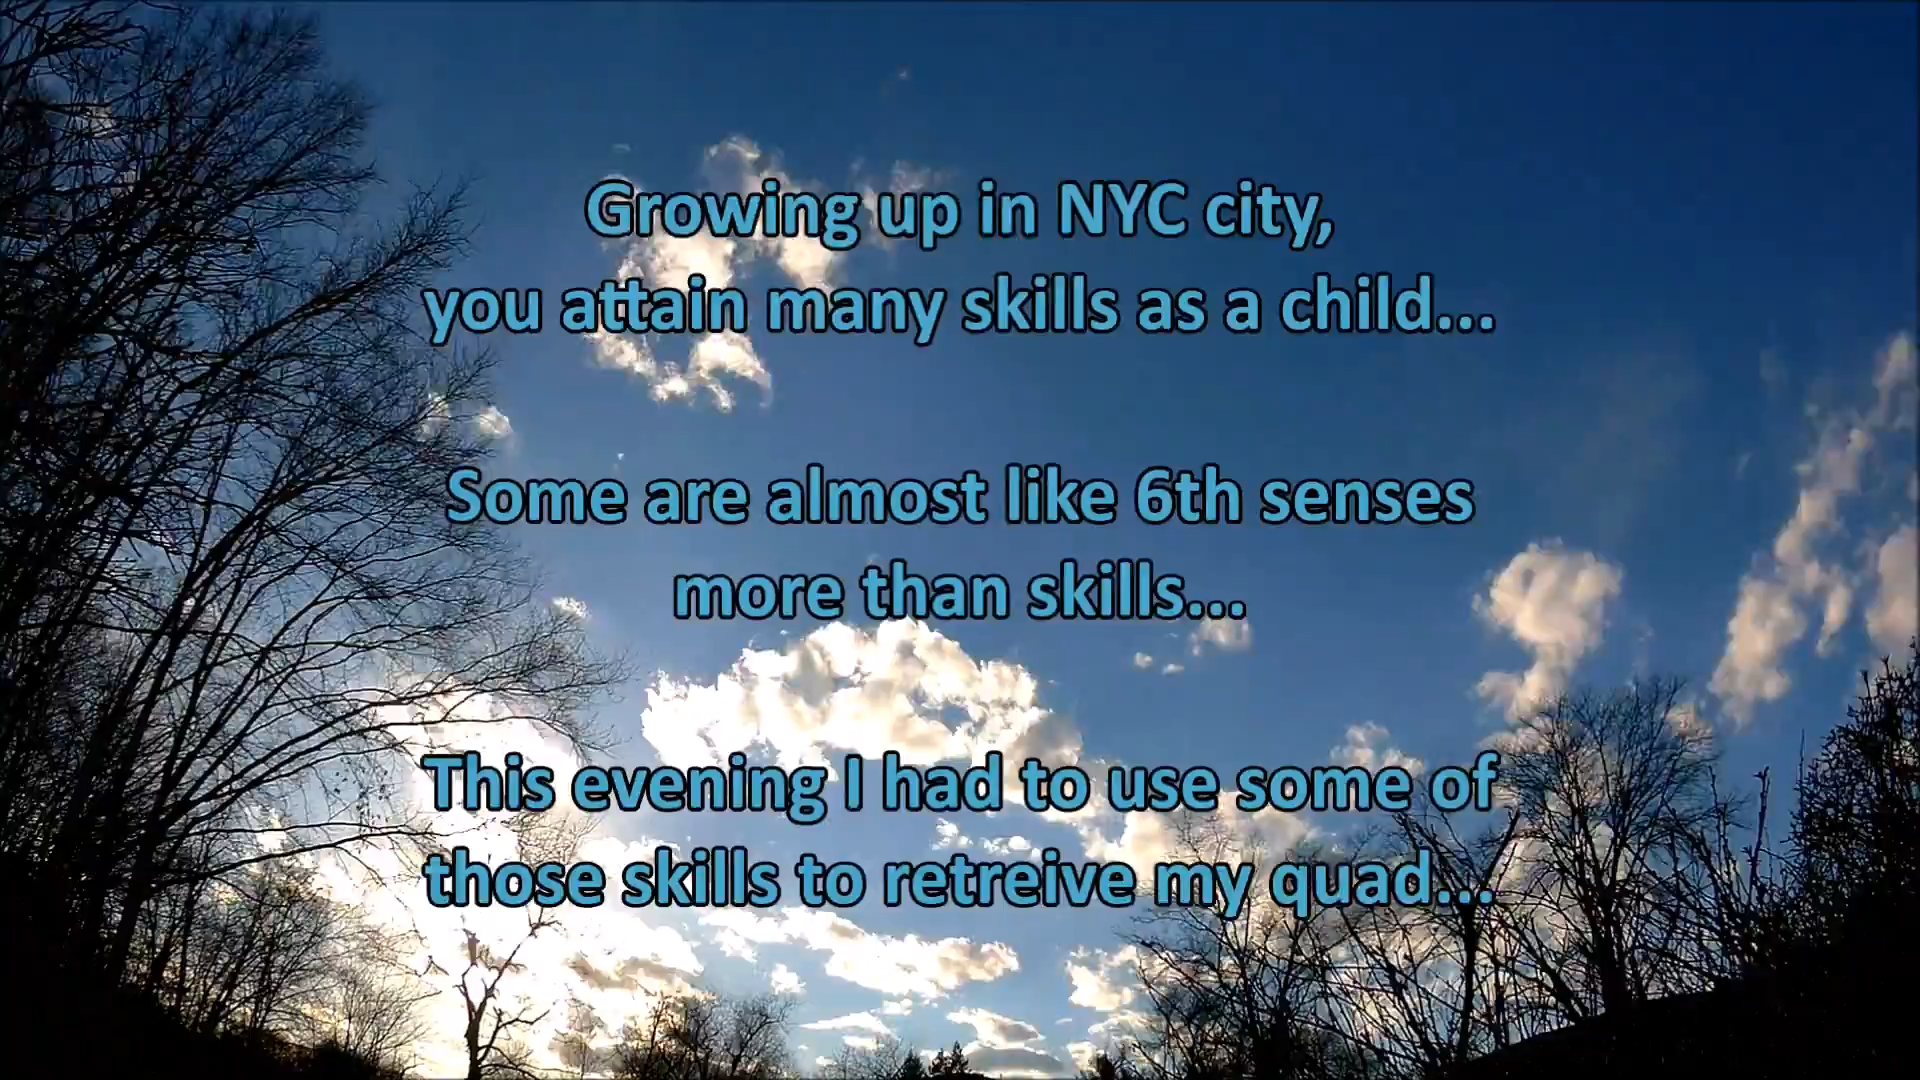 Growing up in NYC city,
you attain many skills as a child...
Some are almost like 6th senses
more than skills...
This evening I had to use some of
those skills to retreive my quad...